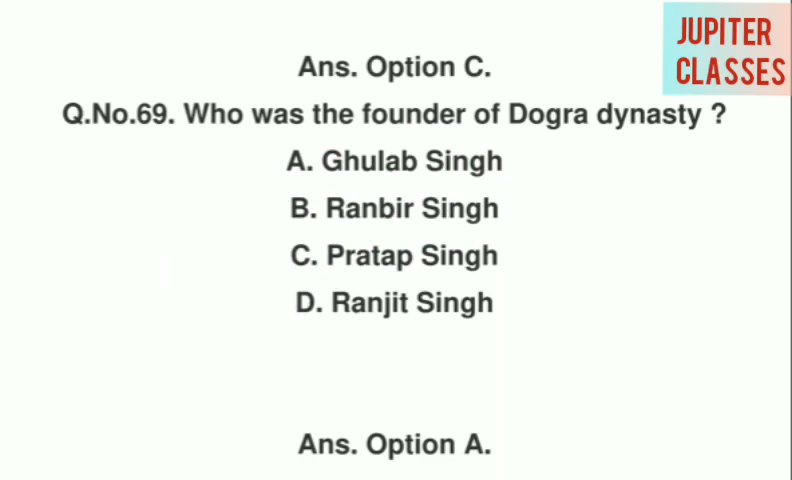 JUPITER
CLASSES
Ans. Option C.
Q.No.69. Who was the founder of Dogra dynasty ?
A. Ghulab Singh
B. Ranbir Singh
C. Pratap Singh
D. Ranjit Singh
Ans. Option A.